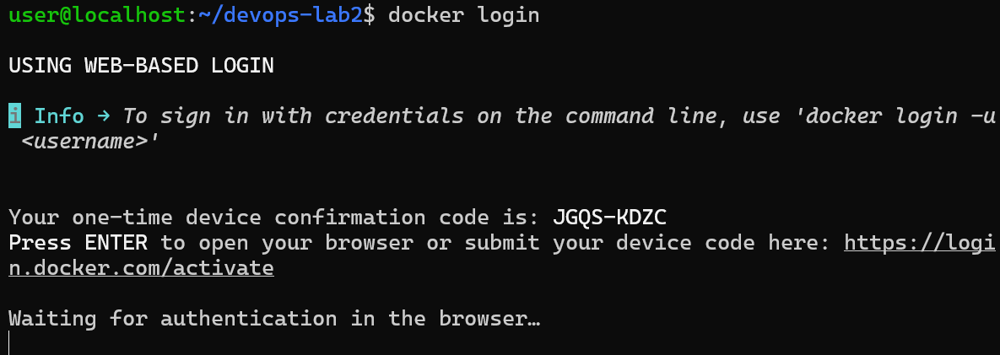 user@localhost:~/devops-lab2$ docker login
USING WEB-BASED LOGIN
i Info → To sign in with credentials on the command line, use 'docker login -u
<username>'
Your one-time device confirmation code is: JGQS-KDZC
Press ENTER to open your browser or submit your device code here: https://logi
n.docker.com/activate
Waiting for authentication in the browser…